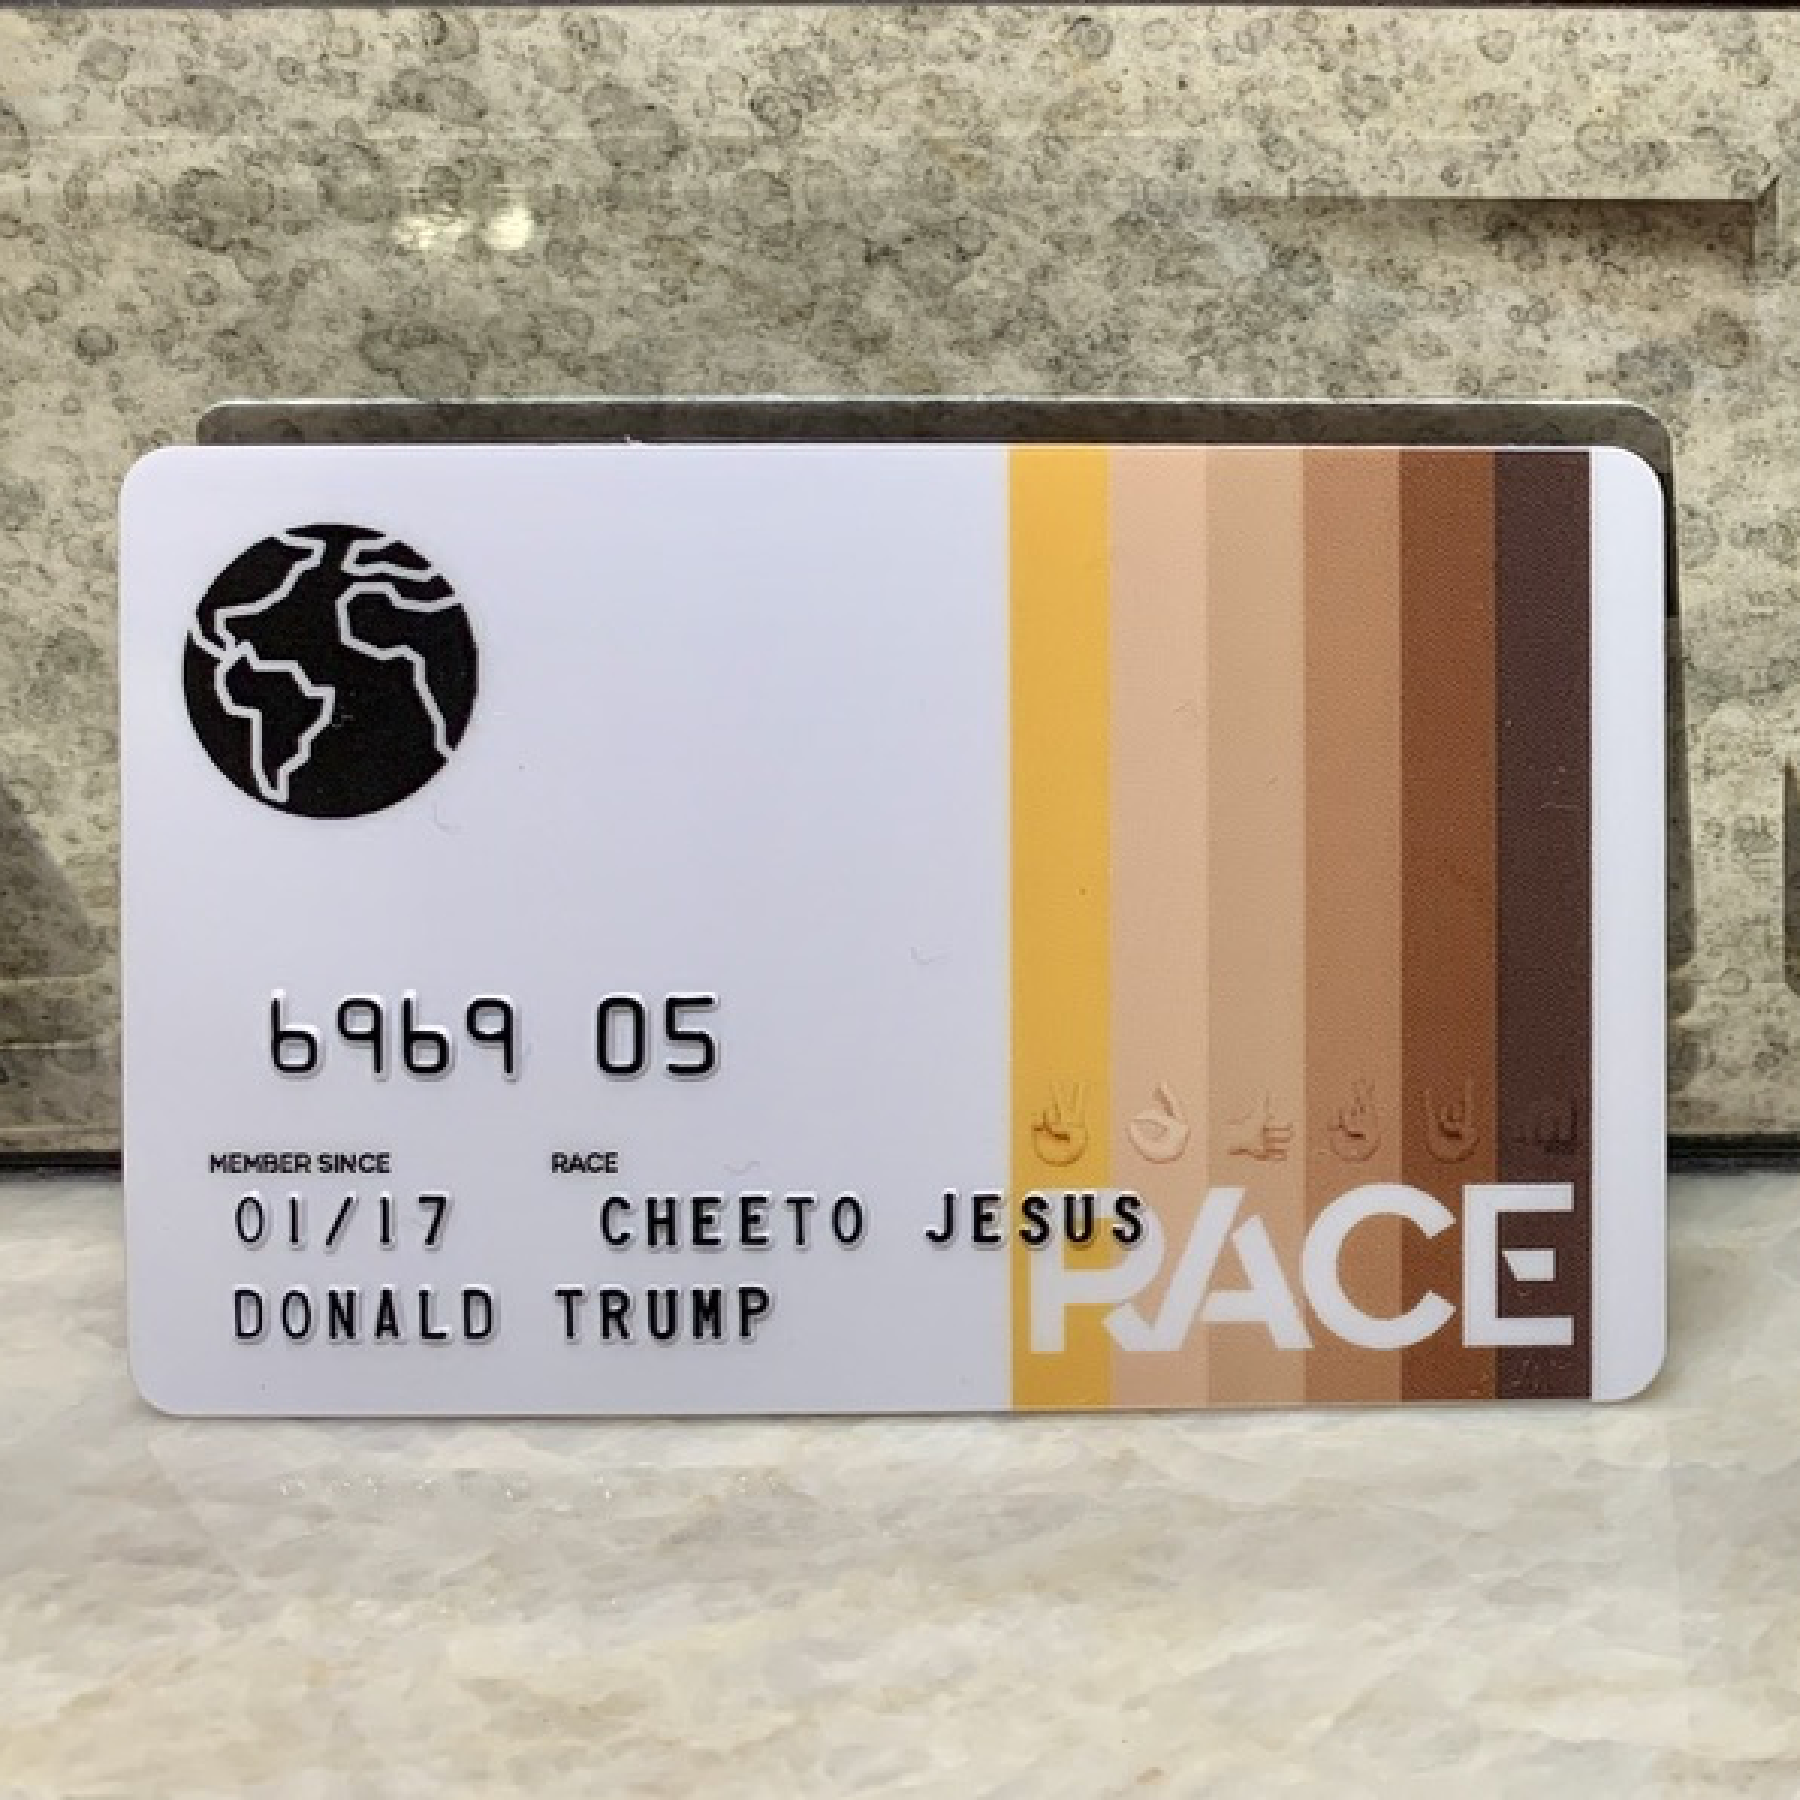 6969 05
MEMBER SINCE RACE
01/17 CHEETO JESUS
DONALD TRUMP
RACE